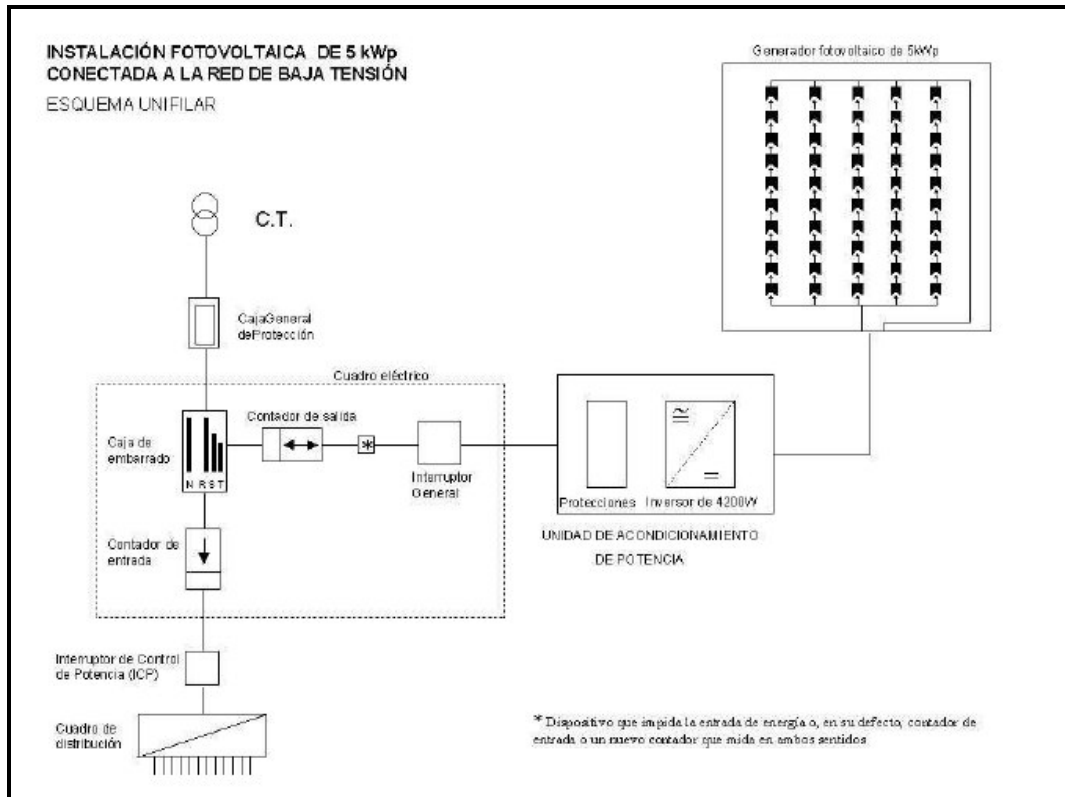 INSTALACIÓN FOTOVOLTAICA DE 5 kWp
CONECTADA A LA RED DE BAJA TENSIÓN
ESQUEMA UNIFILAR
Generador fotovoltaico de 5kWp
C.T.
CajaGeneral
deProtección
Cuadro eléctrico
Contador de salida
Caja de
embarrado
N R S T
*
Interruptor
General
Protecciones
Inversor de 4200W
UNIDAD DE ACONDICIONAMIENTO
DE POTENCIA
Contador de
entrada
Interruptor de Control
de Potencia (ICP)
Cuadro de
distribución
* Dispositivo que impida la entrada de energía o, en su defecto, contador de
entrada o un nuevo contador que mida en ambos sentidos